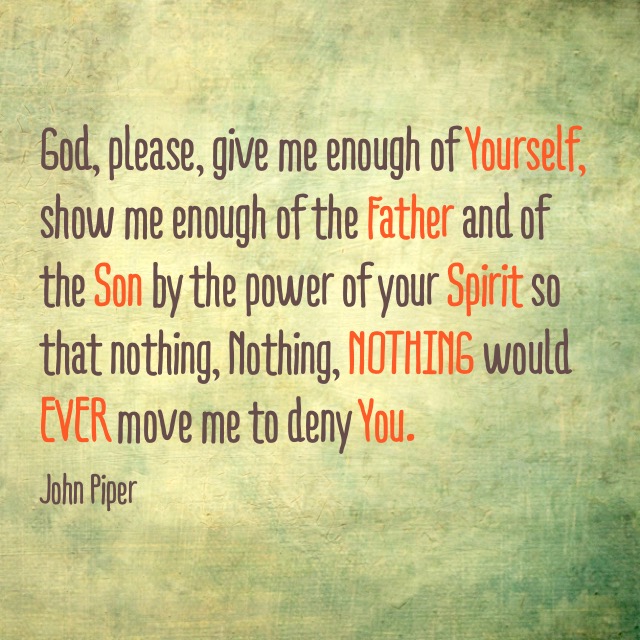 God, please, give me enough of Yourself,
show me enough of the Father and of
the Son by the power of your Spirit so
that nothing, Nothing, NOTHING would
EVER move me to deny You.
John Piper